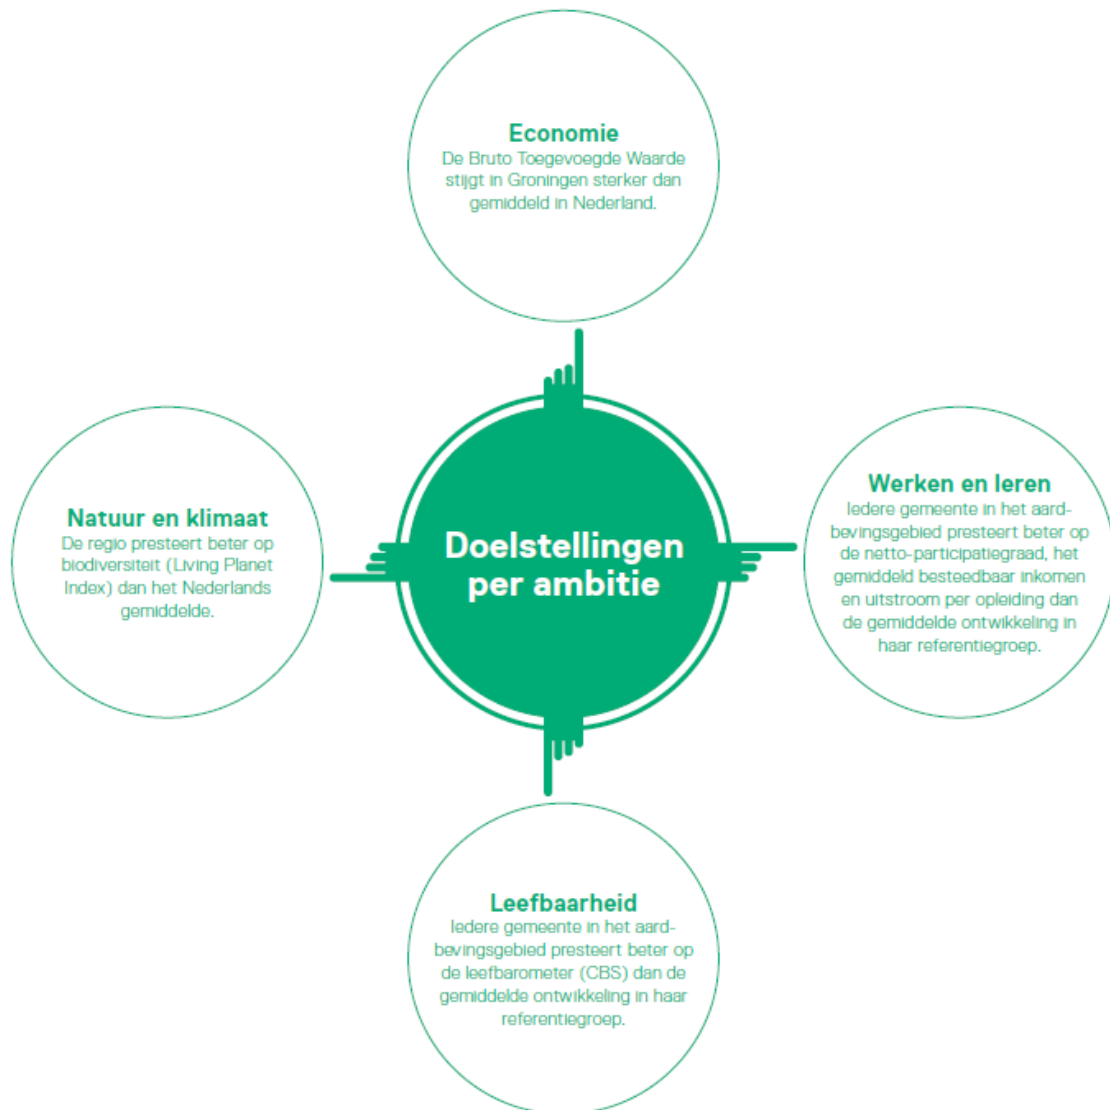 Economie
De Bruto Toegevoegde Waarde
stijgt in Groningen sterker dan
gemiddeld in Nederland.
Natuur en klimaat
De regio presteert beter op
biodiversiteit (Living Planet
Index) dan het Nederlands
gemiddelde.
Doelstellingen
per ambitie
Werken en leren
Iedere gemeente in het aard-
bevingsgebied presteert beter op
de netto-participatiegraad, het
gemiddeld besteedbaar inkomen
en uitstroom per opleiding dan
de gemiddelde ontwikkeling in
haar referentiegroep.
Leefbaarheid
Iedere gemeente in het aard-
bevingsgebied presteert beter op
de leefbarometer (CBS) dan de
gemiddelde ontwikkeling in haar
referentiegroep.